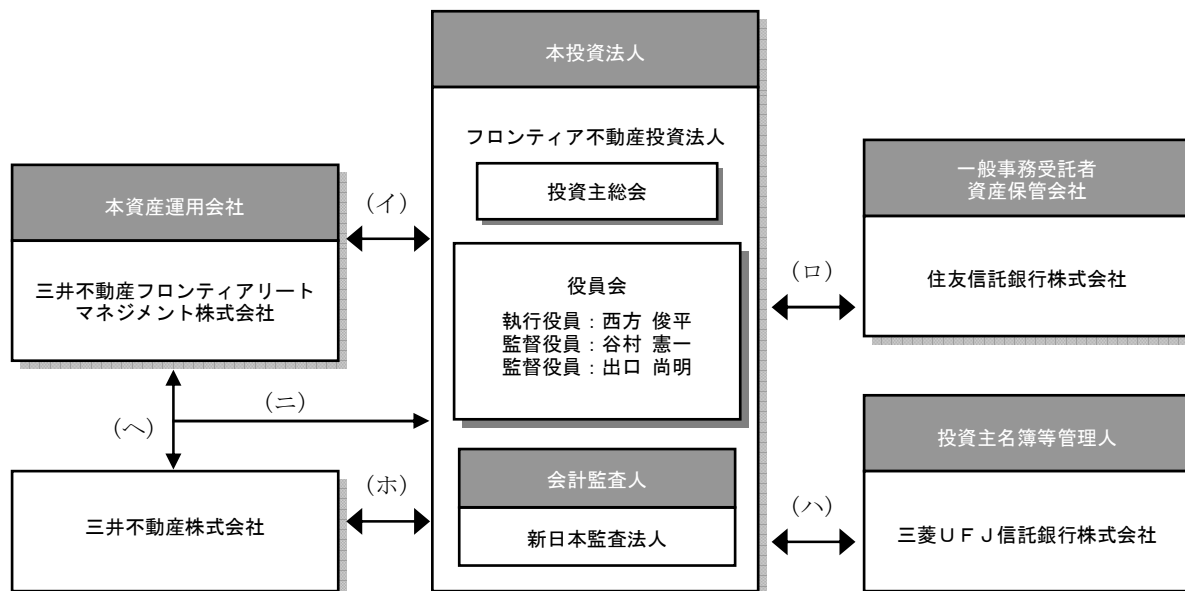 本投資法人
フロンティア不動産投資法人
投資主総会
役員会
執行役員：西方 俊平
監督役員：谷村 憲一
監督役員：出口 尚明
会計監査人
新日本監査法人
本資産運用会社
三井不動産フロンティアリート
マネジメント株式会社
三井不動産株式会社
（イ）
（ニ）
（ヘ）
（ホ）
（ロ）
（ハ）
一般事務受託者
資産保管会社
住友信託銀行株式会社
投資主名簿等管理人
三菱ＵＦＪ信託銀行株式会社